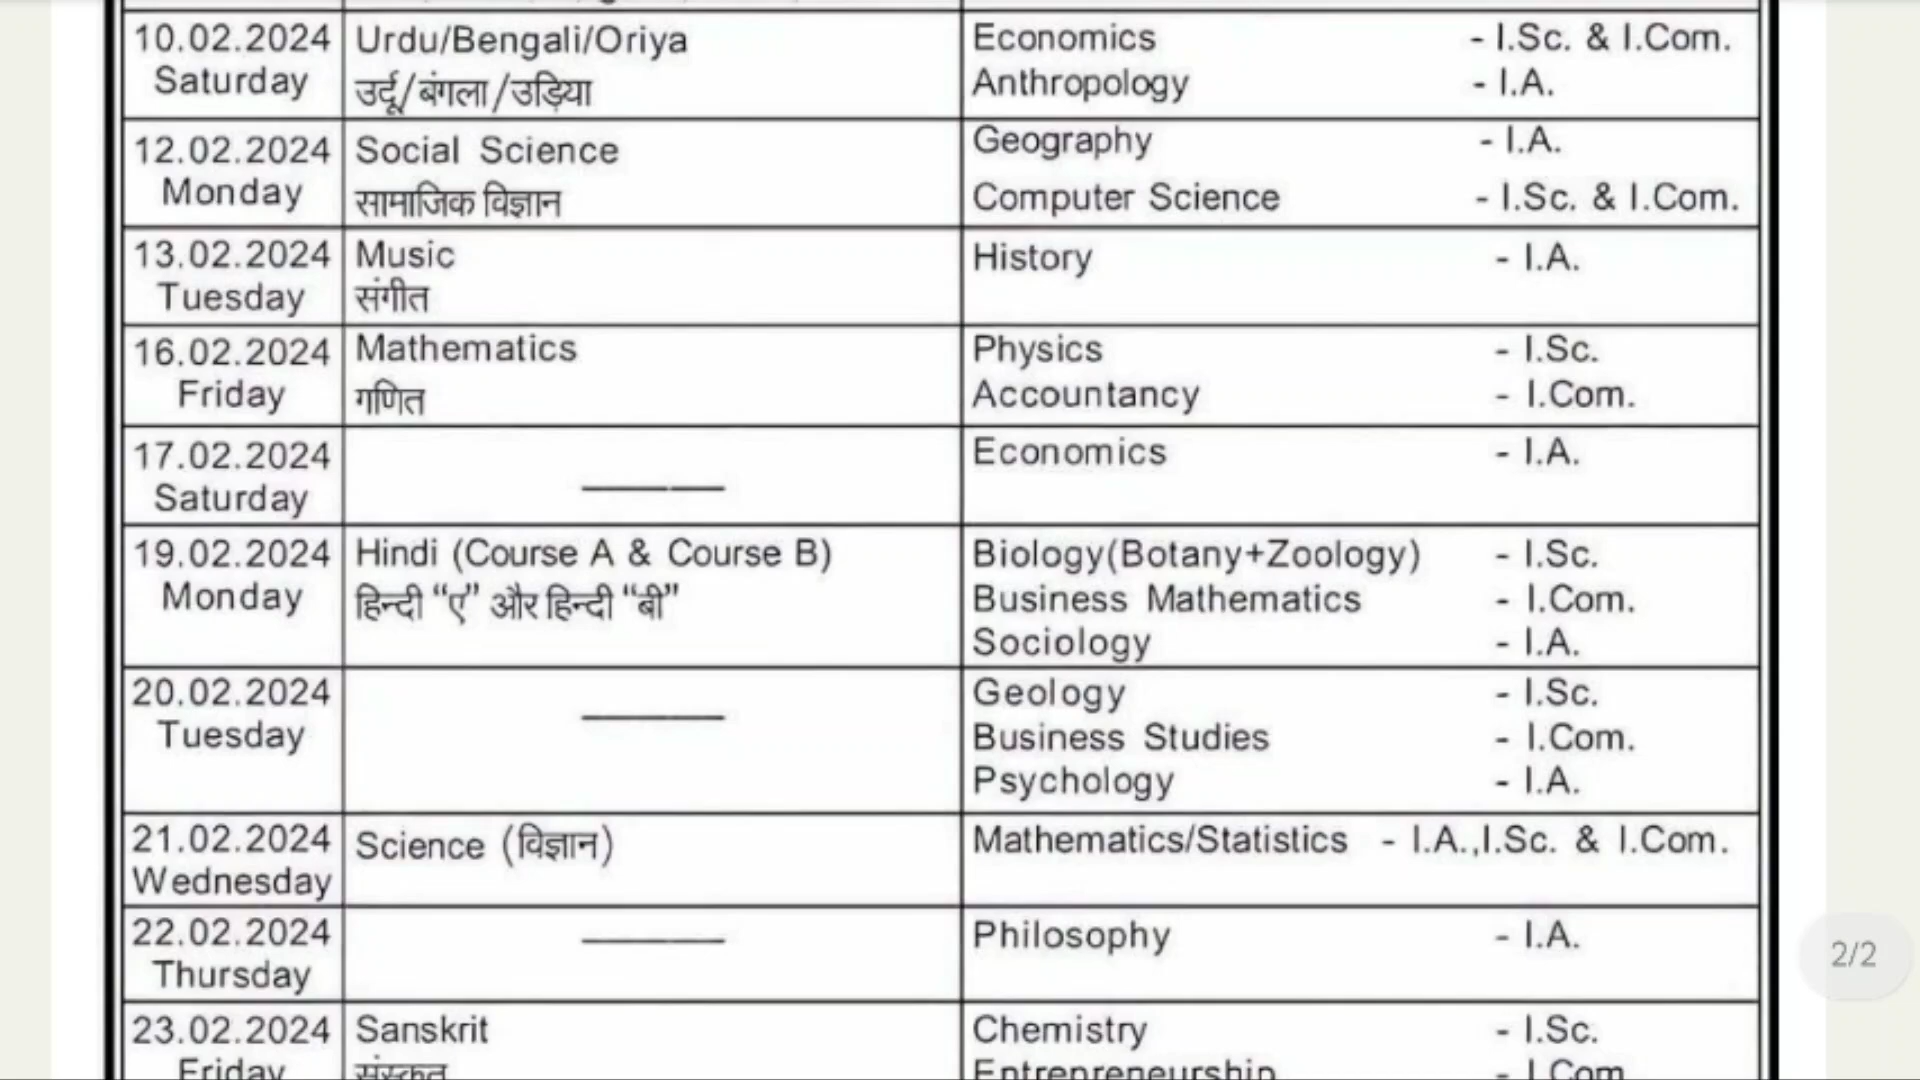 10.02.2024 Urdu/Bengali/Oriya Economics - I.Sc. & I.Com.
Saturday उर्दू/बंगला/उड़िया Anthropology - I.A.
12.02.2024 Social Science Geography - I.A.
Monday सामाजिक विज्ञान Computer Science - I.Sc. & I.Com.
13.02.2024 Music History - I.A.
Tuesday संगीत
16.02.2024 Mathematics Physics - I.Sc.
Friday गणित Accountancy - I.Com.
17.02.2024 Economics - I.A.
Saturday
19.02.2024 Hindi (Course A & Course B) Biology(Botany+Zoology) - I.Sc.
Monday हिन्दी “ए” और हिन्दी “बी” Business Mathematics - I.Com.
Sociology - I.A.
20.02.2024 Geology - I.Sc.
Tuesday Business Studies - I.Com.
Psychology - I.A.
21.02.2024 Science (विज्ञान) Mathematics/Statistics - I.A.,I.Sc. & I.Com.
Wednesday
22.02.2024 Philosophy - I.A.
Thursday
2/2
23.02.2024 Sanskrit Chemistry - I.Sc.
Friday संस्कृत Entrepreneurship - I.Com.